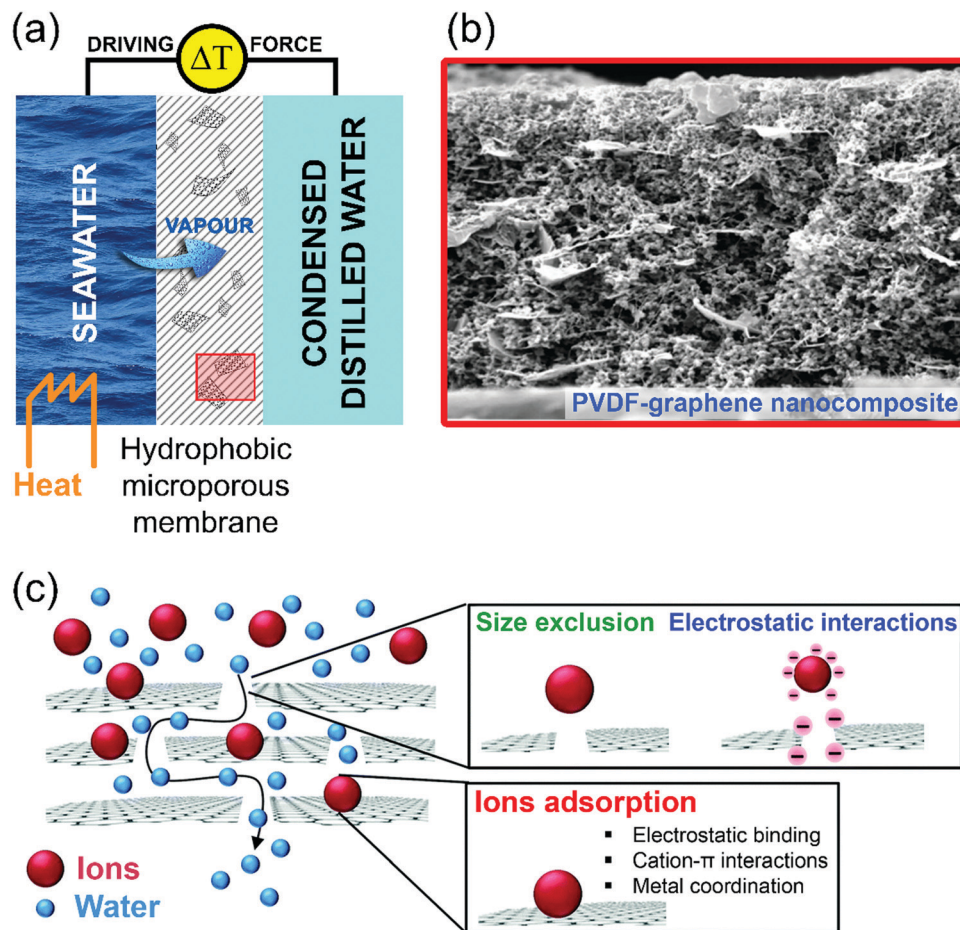 (a)
DRIVING ΔT FORCE
SEAWATER
VAPOUR
CONDENSED
DISTILLED WATER
Heat
Hydrophobic
microporous
membrane
(b)
PVDF-graphene nanocomposite
(c)
Size exclusion Electrostatic interactions
Ions adsorption
▪ Electrostatic binding
▪ Cation-π interactions
▪ Metal coordination
Ions
Water